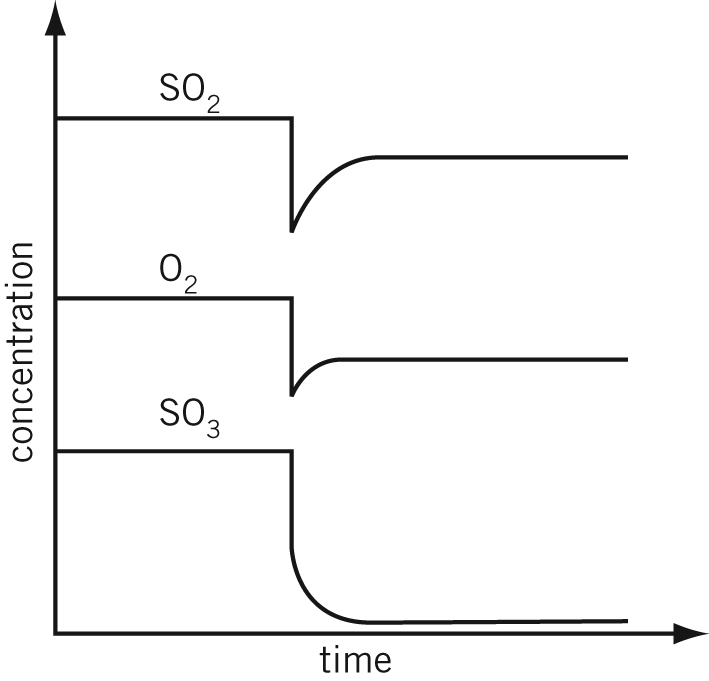 SO₂
O₂
SO₃
concentration
time